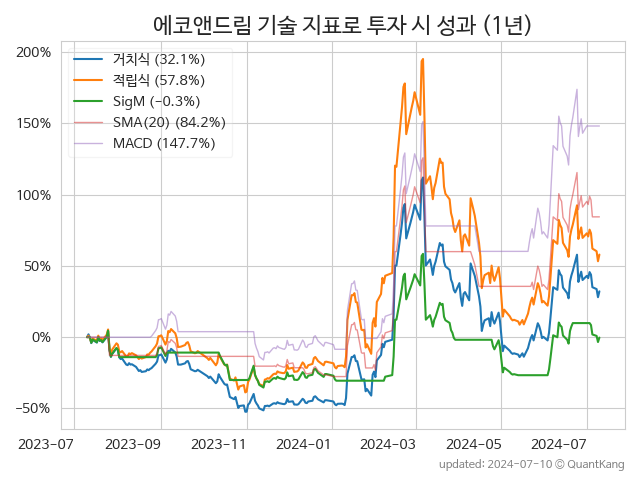 에코앤드림 기술 지표로 투자 시 성과 (1년)
거치식 (32.1%)
적립식 (57.8%)
SigM (−0.3%)
SMA(20) (84.2%)
MACD (147.7%)
200%
150%
100%
50%
0%
−50%
2023-07 2023-09 2023-11 2024-01 2024-03 2024-05 2024-07
updated: 2024-07-10 © QuantKang